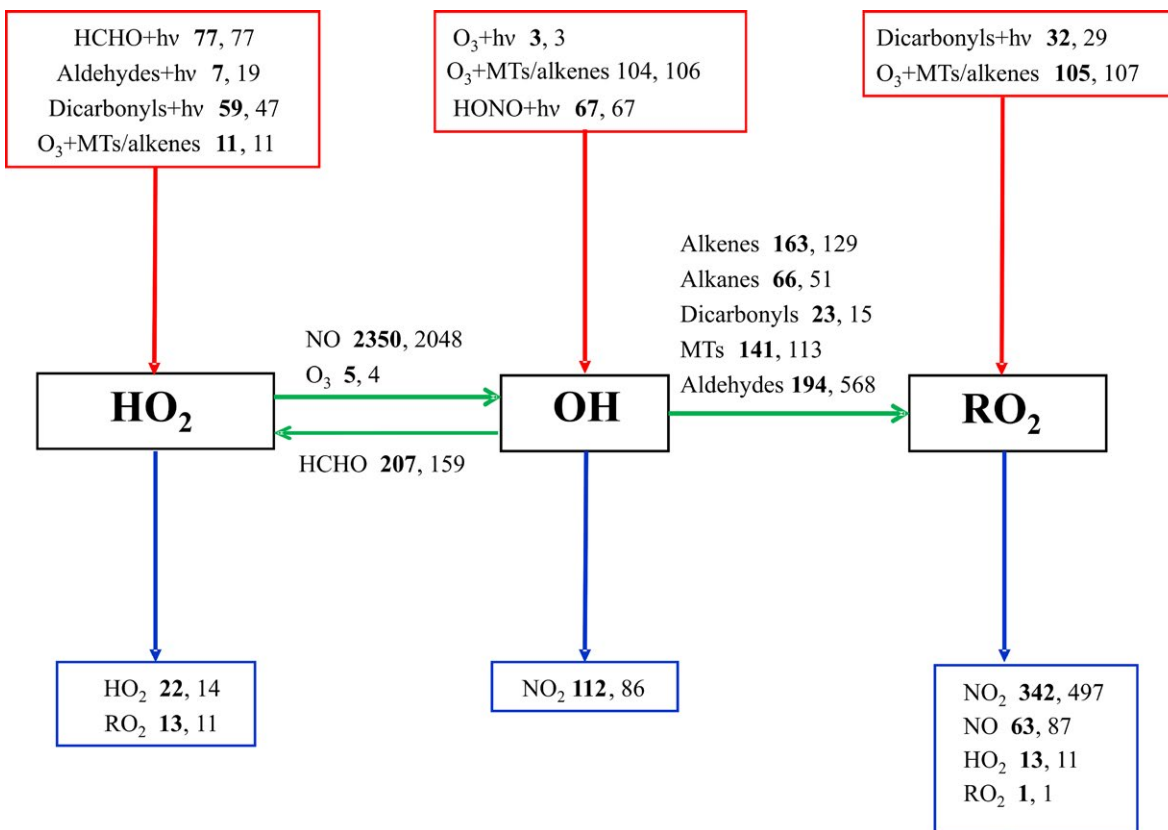 HCHO+hν 77, 77
Aldehydes+hν 7, 19
Dicarbonyls+hν 59, 47
O₃+MTs/alkenes 11, 11
O₃+hν 3, 3
O₃+MTs/alkenes 104, 106
HONO+hν 67, 67
Dicarbonyls+hν 32, 29
O₃+MTs/alkenes 105, 107
Alkenes 163, 129
Alkanes 66, 51
Dicarbonyls 23, 15
MTs 141, 113
Aldehydes 194, 568
NO 2350, 2048
O₃ 5, 4
HO₂
OH
RO₂
HCHO 207, 159
HO₂ 22, 14
RO₂ 13, 11
NO₂ 112, 86
NO₂ 342, 497
NO 63, 87
HO₂ 13, 11
RO₂ 1, 1